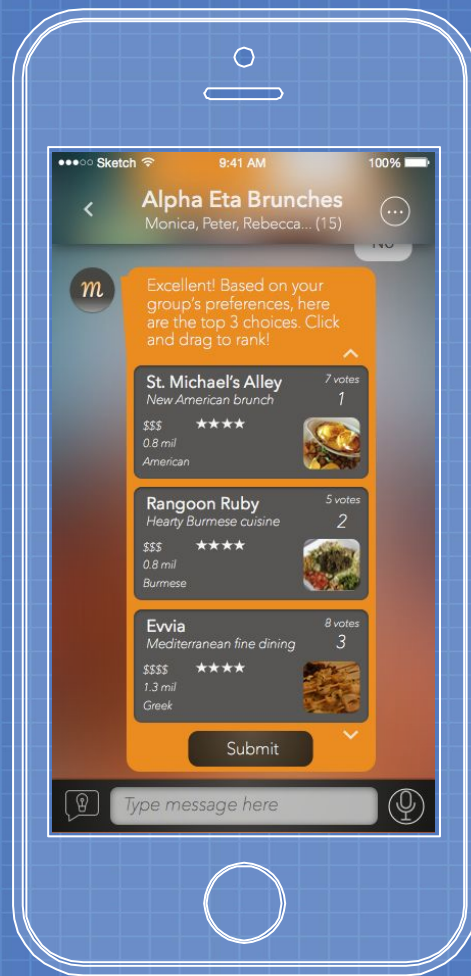 Sketch 9:41 AM 100%
Alpha Eta Brunches
Monica, Peter, Rebecca... (15)
No
m
Excellent! Based on your
group's preferences, here
are the top 3 choices. Click
and drag to rank!
St. Michael's Alley 7 votes
New American brunch 1
$$$ ★★★★
0.8 mil
American
Rangoon Ruby 5 votes
Hearty Burmese cuisine 2
$$$ ★★★★
0.8 mil
Burmese
Evvia 8 votes
Mediterranean fine dining 3
$$$$ ★★★★
1.3 mil
Greek
Submit
Type message here